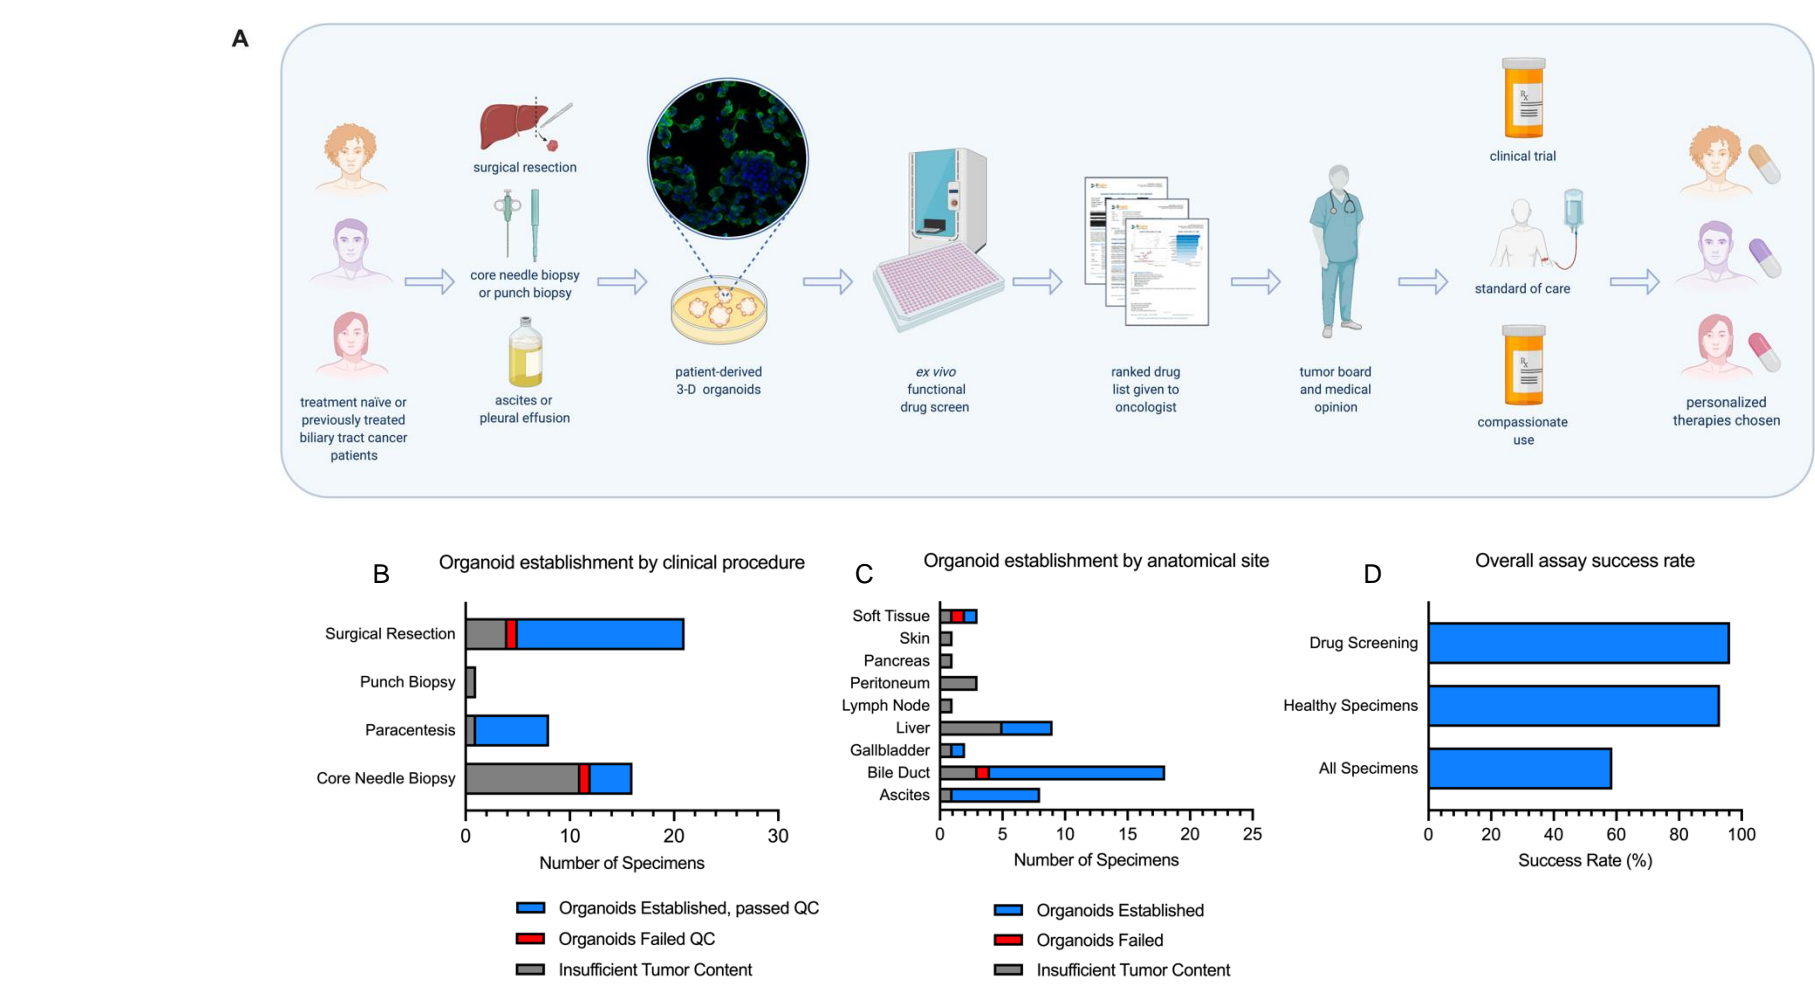 A
surgical resection
core needle biopsy
or punch biopsy
ascites or
pleural effusion
treatment naïve or
previously treated
biliary tract cancer
patients
patient-derived
3-D organoids
ex vivo
functional
drug screen
ranked drug
list given to
oncologist
tumor board
and medical
opinion
Rx
clinical trial
standard of care
Rx
compassionate
use
personalized
therapies chosen
B
Organoid establishment by clinical procedure
Surgical Resection
Punch Biopsy
Paracentesis
Core Needle Biopsy
0 10 20 30
Number of Specimens
Organoids Established, passed QC
Organoids Failed QC
Insufficient Tumor Content
C
Organoid establishment by anatomical site
Soft Tissue
Skin
Pancreas
Peritoneum
Lymph Node
Liver
Gallbladder
Bile Duct
Ascites
0 5 10 15 20 25
Number of Specimens
Organoids Established
Organoids Failed
Insufficient Tumor Content
D
Overall assay success rate
Drug Screening
Healthy Specimens
All Specimens
0 20 40 60 80 100
Success Rate (%)